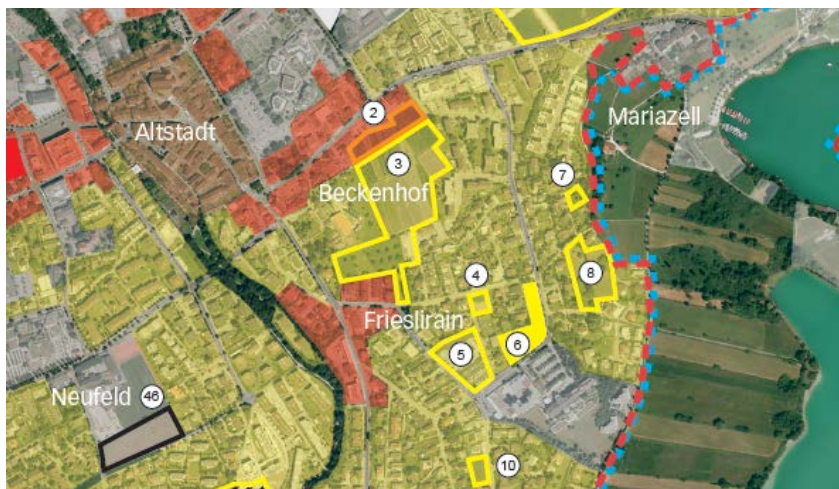 2
Mariazell
Altstadt
3
Beckenhof
7
8
4
Frieslirain
6
5
Neufeld
46
10